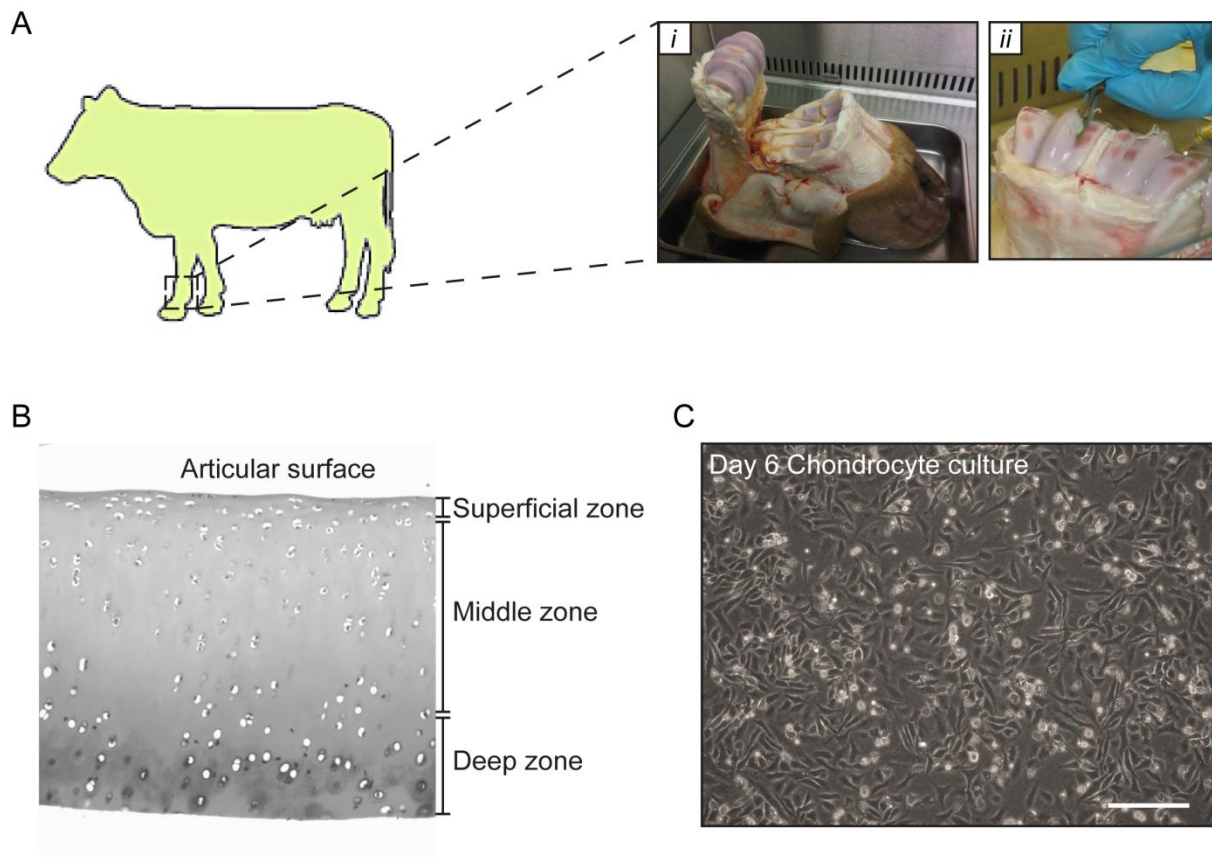 A
i
ii
B
Articular surface
Superficial zone
Middle zone
Deep zone
C
Day 6 Chondrocyte culture